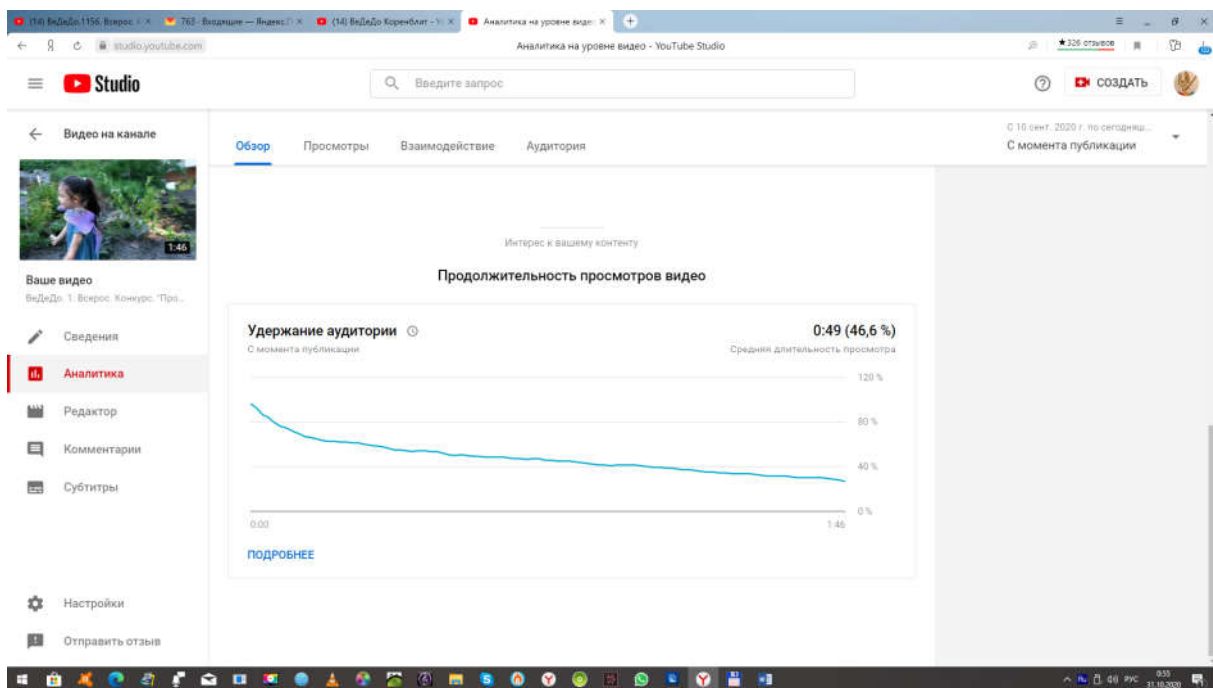 (14) ВеДеДо.1156. Всерос.
763 · Входящие — Яндекс.П
(14) ВеДеДо Коренблит - Yo
Аналитика на уровне видео
studio.youtube.com
Аналитика на уровне видео - YouTube Studio
★326 отзывов
Studio
Введите запрос
СОЗДАТЬ
Видео на канале
Обзор
Просмотры
Взаимодействие
Аудитория
С 10 сент. 2020 г. по сегодняш...
С момента публикации
1:46
Ваше видео
ВеДеДо. 1. Всерос. Конкурс. "Про...
Сведения
Аналитика
Редактор
Комментарии
Субтитры
Настройки
Отправить отзыв
Интерес к вашему контенту
Продолжительность просмотров видео
Удержание аудитории
0:49 (46,6 %)
С момента публикации
Средняя длительность просмотра
120 %
80 %
40 %
0 %
0:00
1:46
ПОДРОБНЕЕ
РУС
0:55
31.10.2020